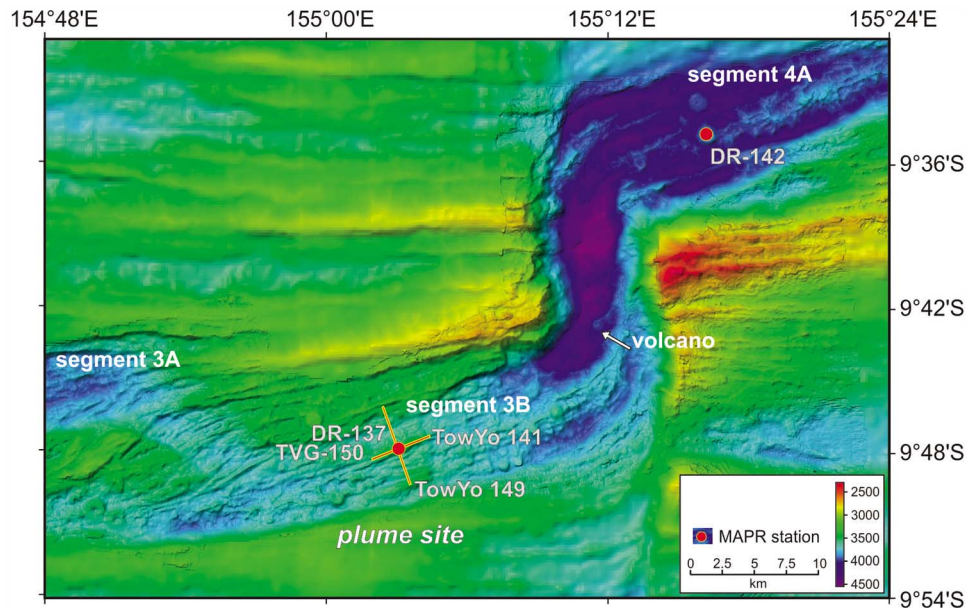 154°48'E 155°00'E 155°12'E 155°24'E
segment 4A
DR-142
9°36'S
9°42'S
volcano
segment 3A
segment 3B
DR-137
TowYo 141
TVG-150
9°48'S
TowYo 149
plume site
2500
3000
3500
4000
4500
MAPR station
0 2.5 5 7.5 10
km
9°54'S